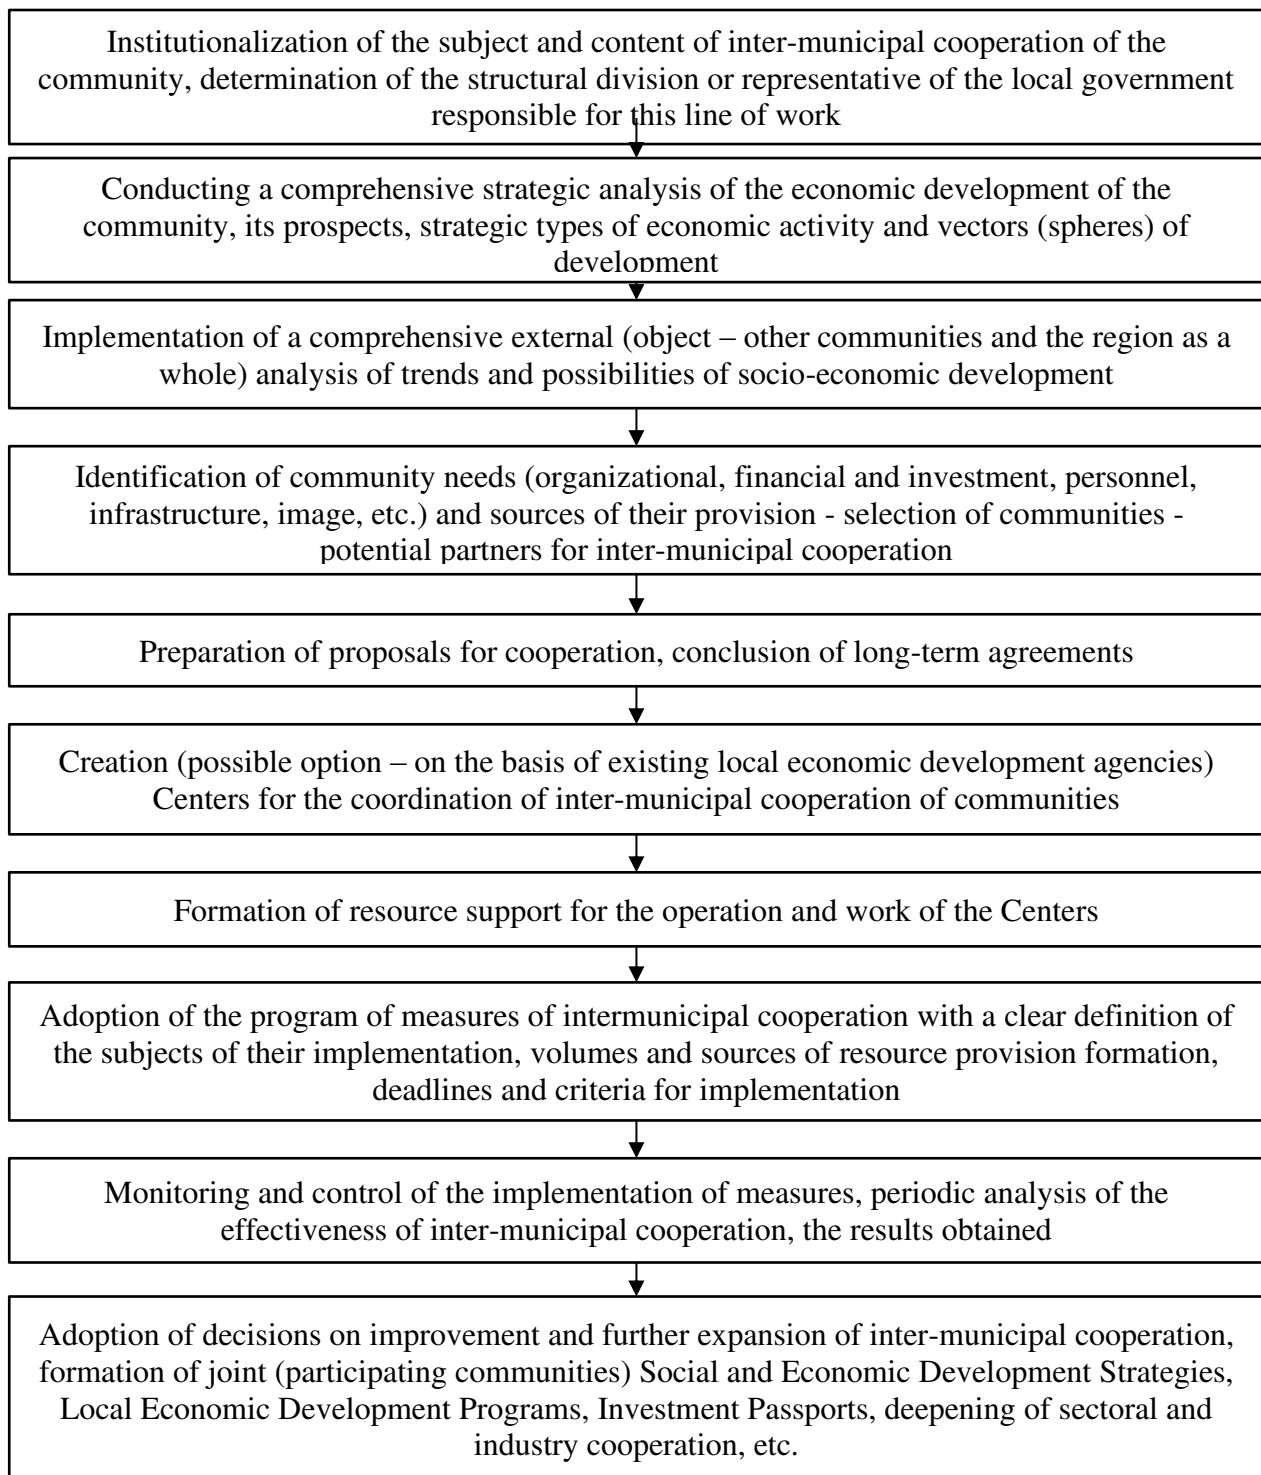 Institutionalization of the subject and content of inter-municipal cooperation of the
community, determination of the structural division or representative of the local government
responsible for this line of work
Conducting a comprehensive strategic analysis of the economic development of the
community, its prospects, strategic types of economic activity and vectors (spheres) of
development
Implementation of a comprehensive external (object – other communities and the region as a
whole) analysis of trends and possibilities of socio-economic development
Identification of community needs (organizational, financial and investment, personnel,
infrastructure, image, etc.) and sources of their provision - selection of communities -
potential partners for inter-municipal cooperation
Preparation of proposals for cooperation, conclusion of long-term agreements
Creation (possible option – on the basis of existing local economic development agencies)
Centers for the coordination of inter-municipal cooperation of communities
Formation of resource support for the operation and work of the Centers
Adoption of the program of measures of intermunicipal cooperation with a clear definition of
the subjects of their implementation, volumes and sources of resource provision formation,
deadlines and criteria for implementation
Monitoring and control of the implementation of measures, periodic analysis of the
effectiveness of inter-municipal cooperation, the results obtained
Adoption of decisions on improvement and further expansion of inter-municipal cooperation,
formation of joint (participating communities) Social and Economic Development Strategies,
Local Economic Development Programs, Investment Passports, deepening of sectoral and
industry cooperation, etc.